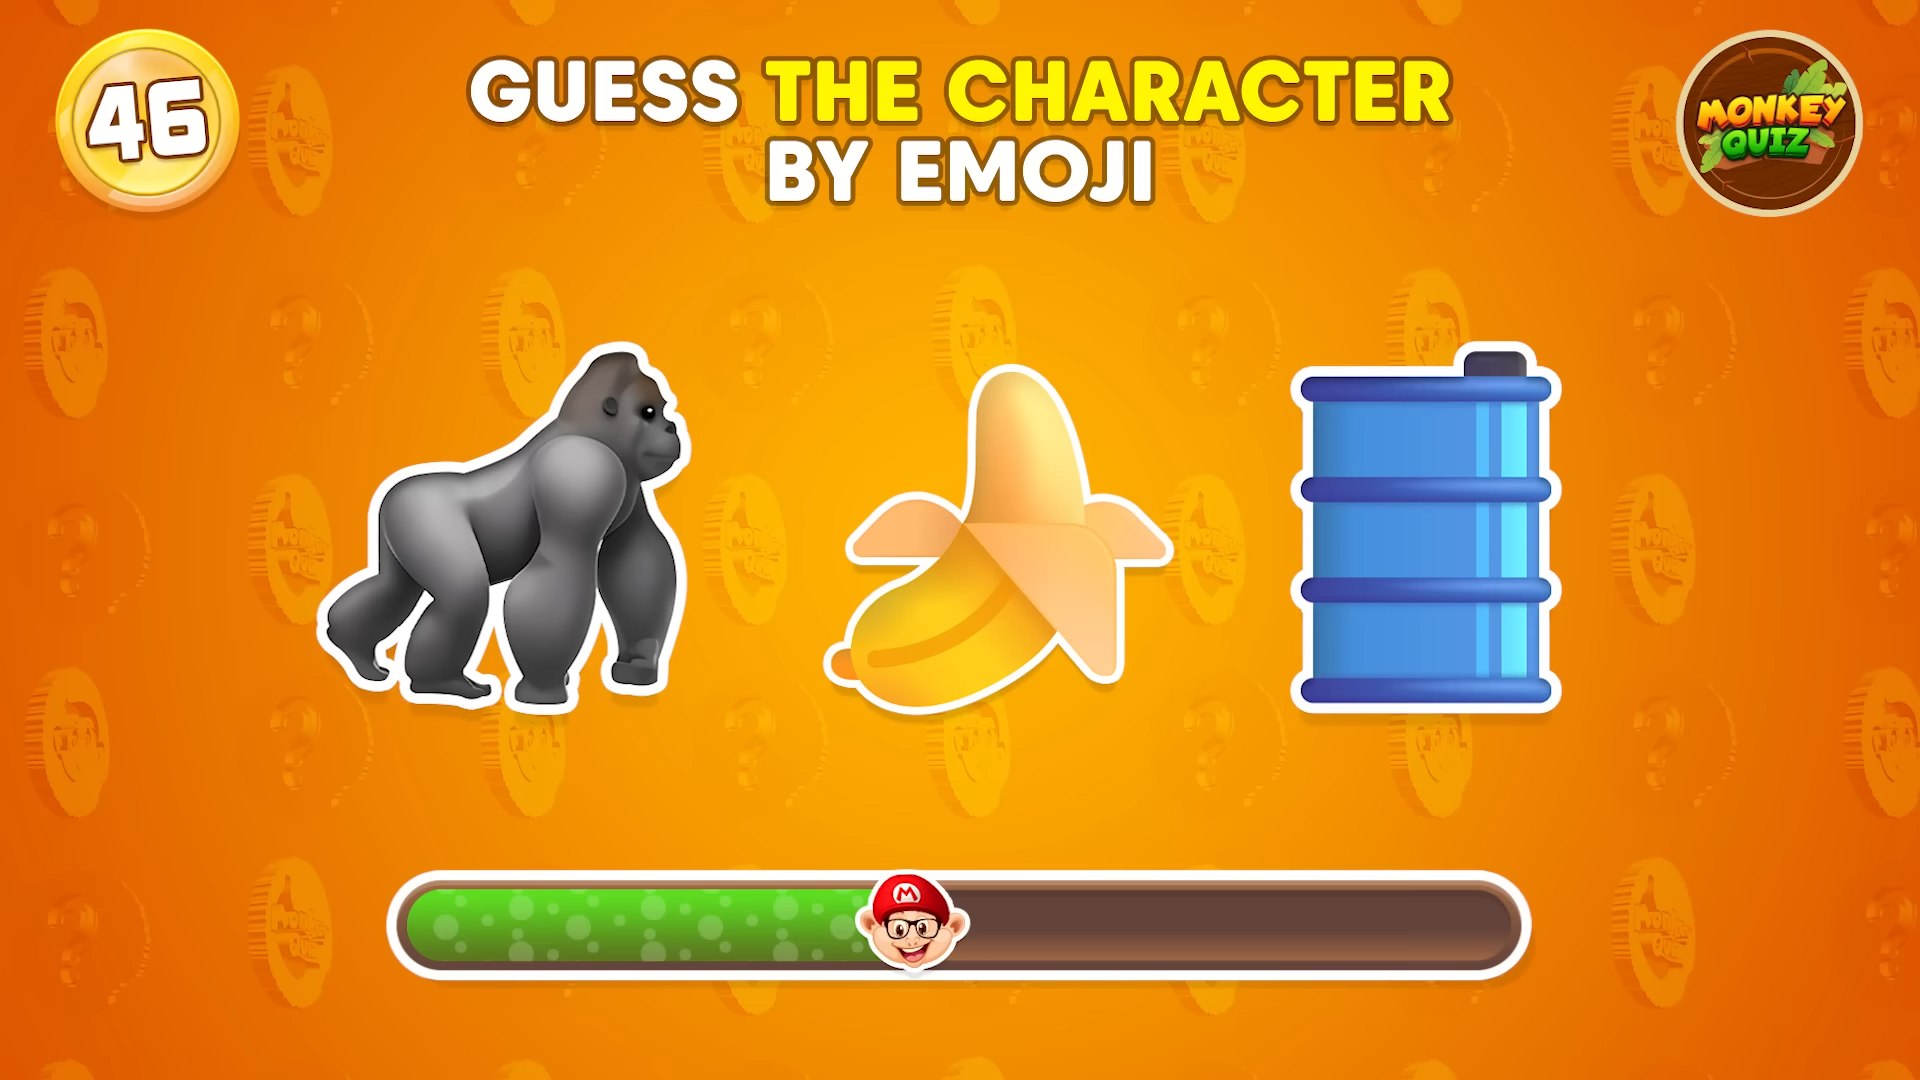 46
GUESS THE CHARACTER
BY EMOJI
MONKEY
QUIZ
M